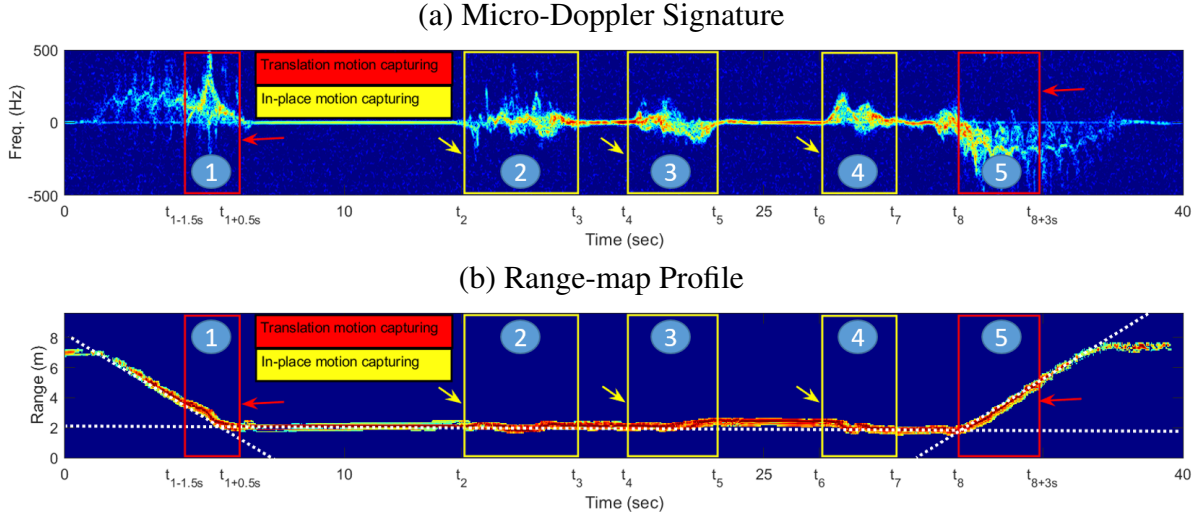 (a) Micro-Doppler Signature
500
Translation motion capturing
In-place motion capturing
Freq. (Hz)
0
1 2 3 4 5
-500
0 t1-1.5s t1+0.5s 10 t2 t3 t4 t5 25 t6 t7 t8 t8+3s 40
Time (sec)
(b) Range-map Profile
8
1 2 3 4 5
Translation motion capturing
In-place motion capturing
6
Range (m)
4
2
0
0 t1-1.5s t1+0.5s 10 t2 t3 t4 t5 25 t6 t7 t8 t8+3s 40
Time (sec)